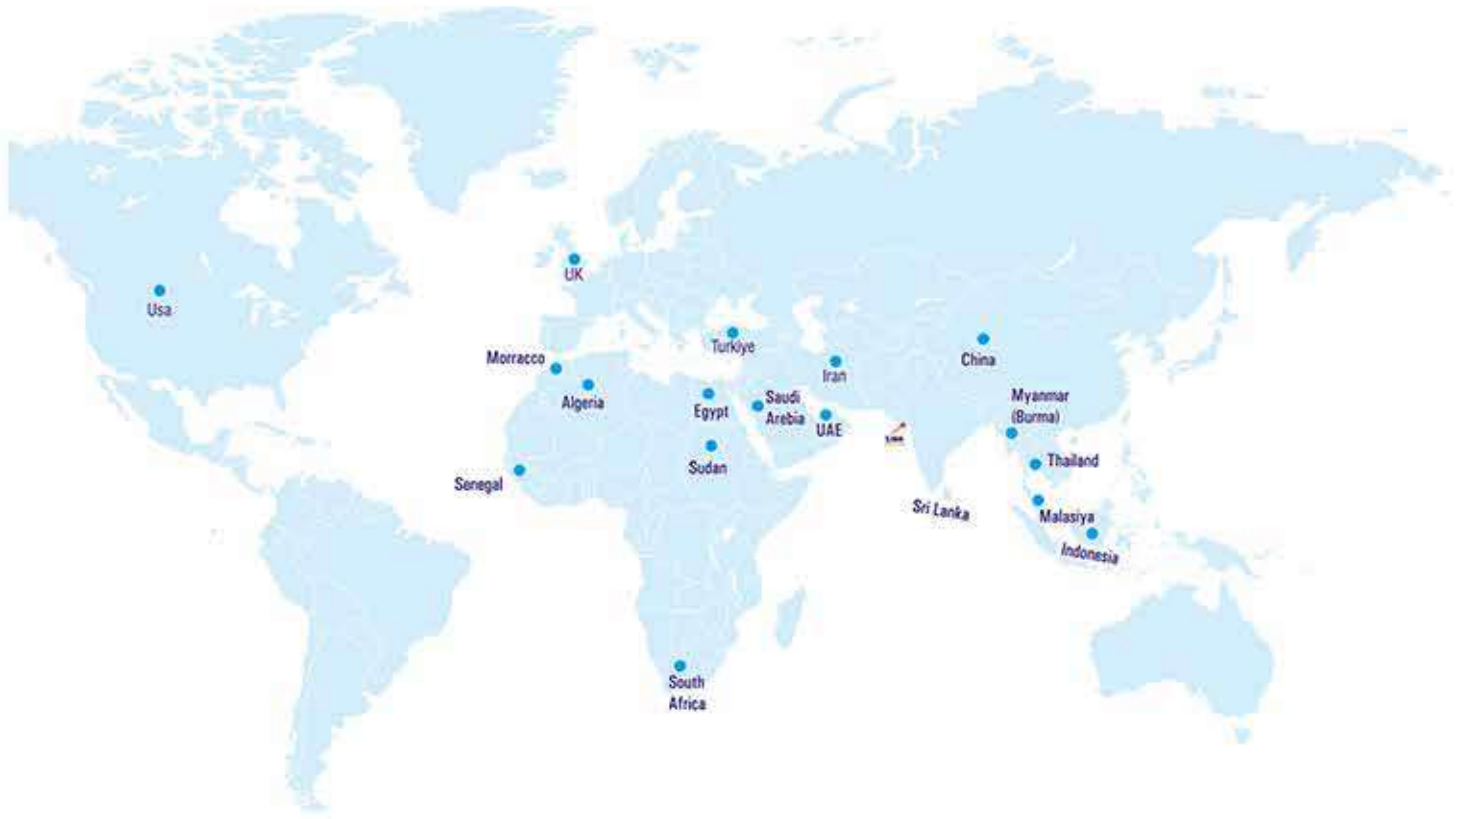 UK
Usa
Turkiye
Morracco
China
Iran
Algeria
Egypt
Saudi
Arebia
UAE
Myanmar
(Burma)
Sudan
Thailand
Senegal
Sri Lanka
Malasiya
Indonesia
South
Africa